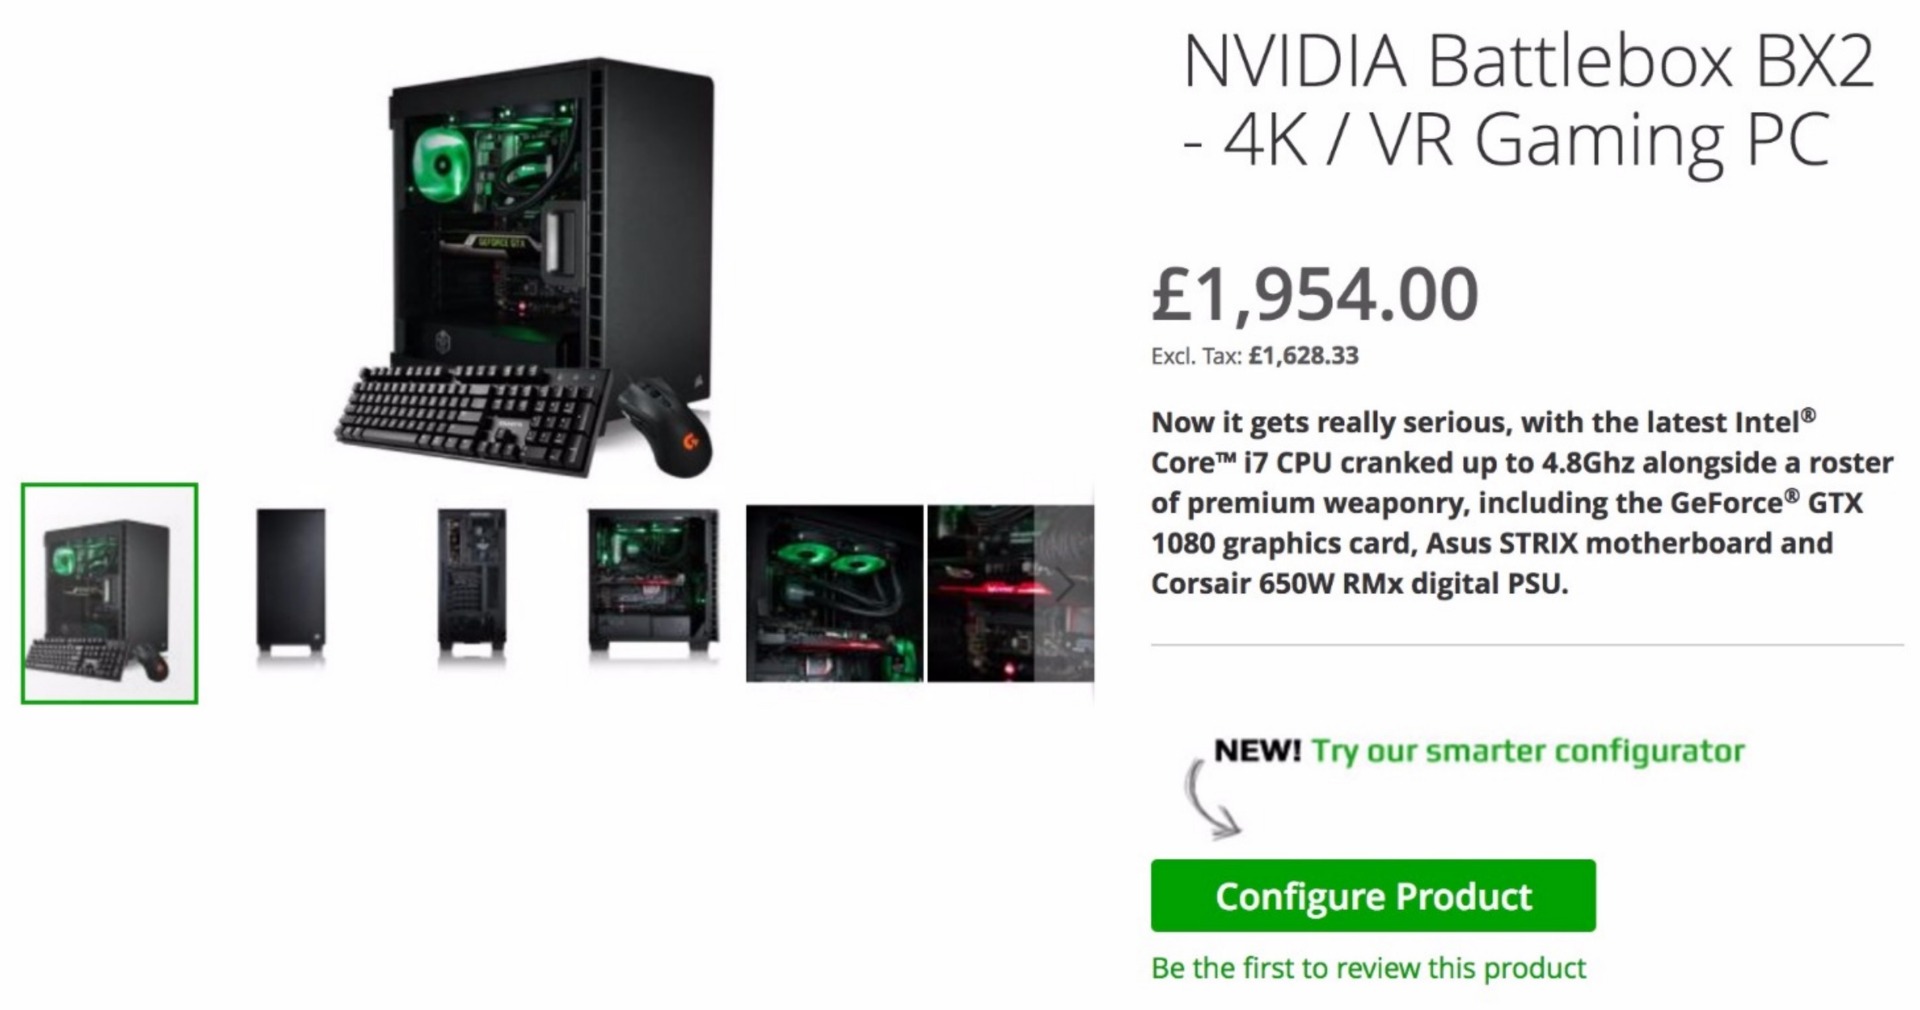 NVIDIA Battlebox BX2
- 4K / VR Gaming PC
£1,954.00
Excl. Tax: £1,628.33
Now it gets really serious, with the latest Intel®
Core™ i7 CPU cranked up to 4.8Ghz alongside a roster
of premium weaponry, including the GeForce® GTX
1080 graphics card, Asus STRIX motherboard and
Corsair 650W RMx digital PSU.
NEW! Try our smarter configurator
Configure Product
Be the first to review this product
GEFORCE GTX